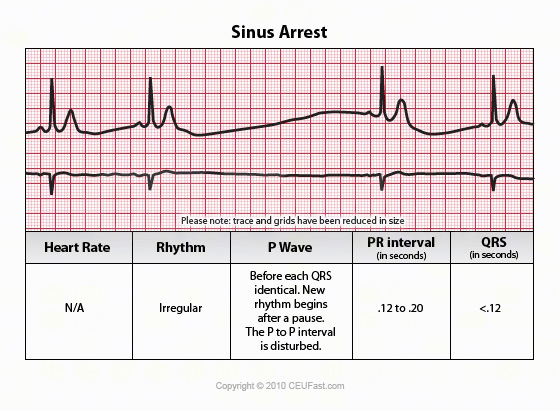 Sinus Arrest
Please note: trace and grids have been reduced in size
Heart Rate
Rhythm
P Wave
PR interval
(in seconds)
QRS
(in seconds)
N/A
Irregular
Before each QRS
identical. New
rhythm begins
after a pause.
The P to P interval
is disturbed.
.12 to .20
<.12
Copyright © 2010 CEUFast.com